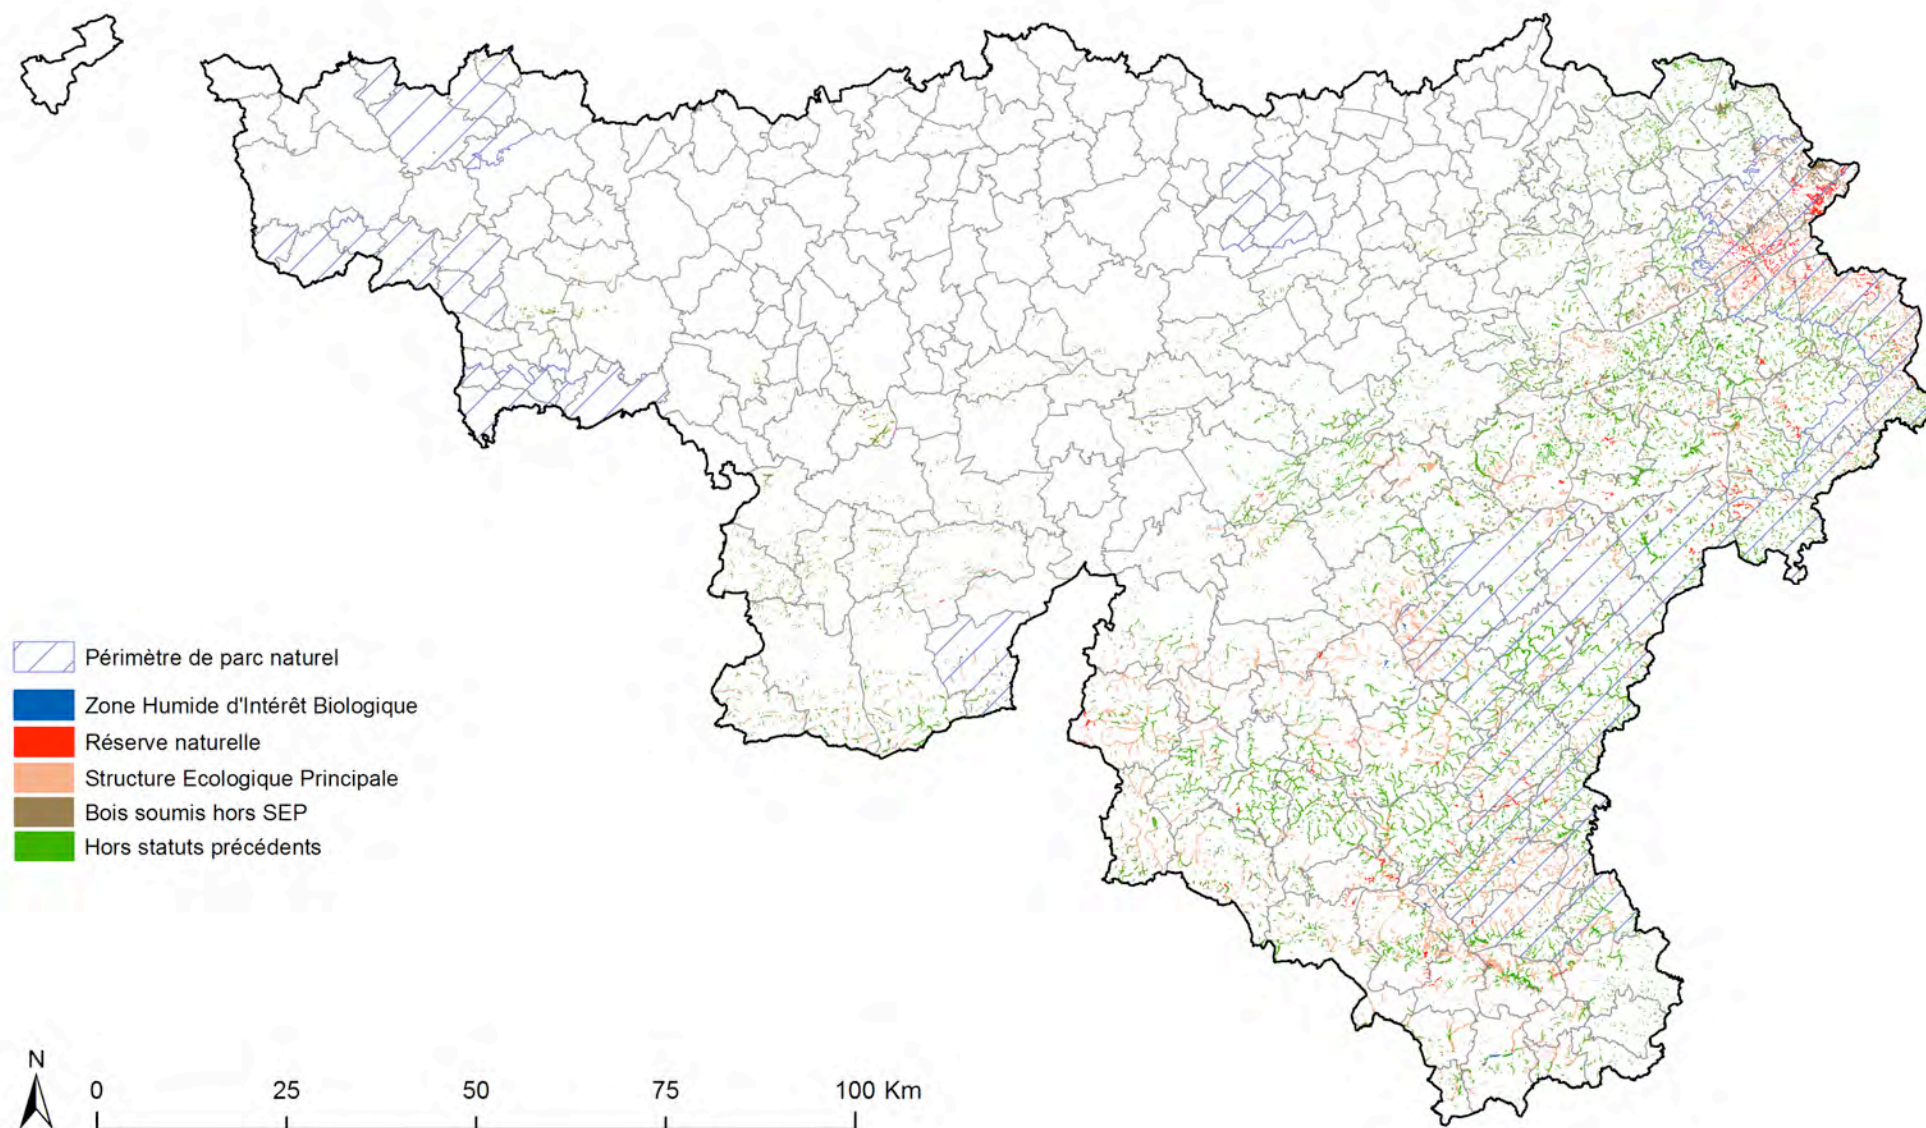 Périmètre de parc naturel
Zone Humide d'Intérêt Biologique
Réserve naturelle
Structure Ecologique Principale
Bois soumis hors SEP
Hors statuts précédents
N
0 25 50 75 100 Km